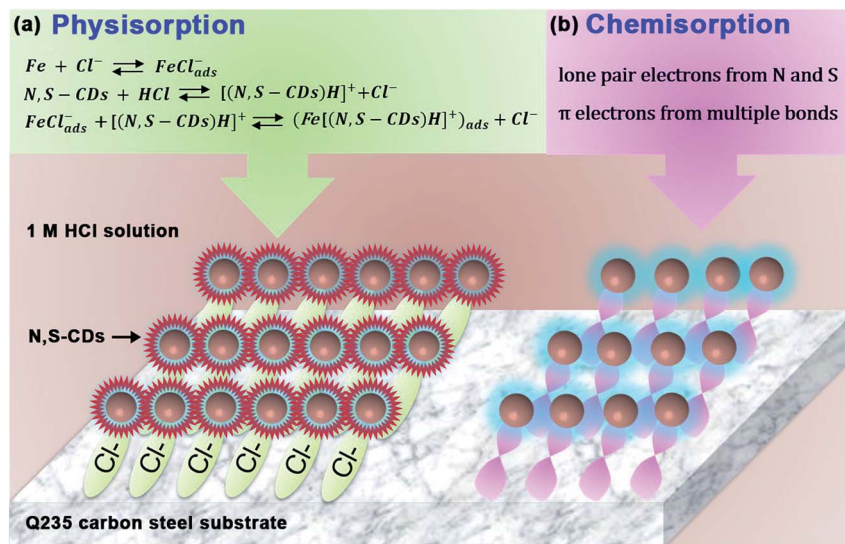 (a) Physisorption
Fe + Cl⁻ ⇌ FeCl⁻ₐds
N, S − CDs + HCl ⇌ [(N, S − CDs)H]⁺+Cl⁻
FeCl⁻ₐds + [(N, S − CDs)H]⁺ ⇌ (Fe[(N, S − CDs)H]⁺)ₐds + Cl⁻
(b) Chemisorption
lone pair electrons from N and S
π electrons from multiple bonds
1 M HCl solution
N,S-CDs
Cl- Cl- Cl- Cl- Cl- Cl-
Q235 carbon steel substrate